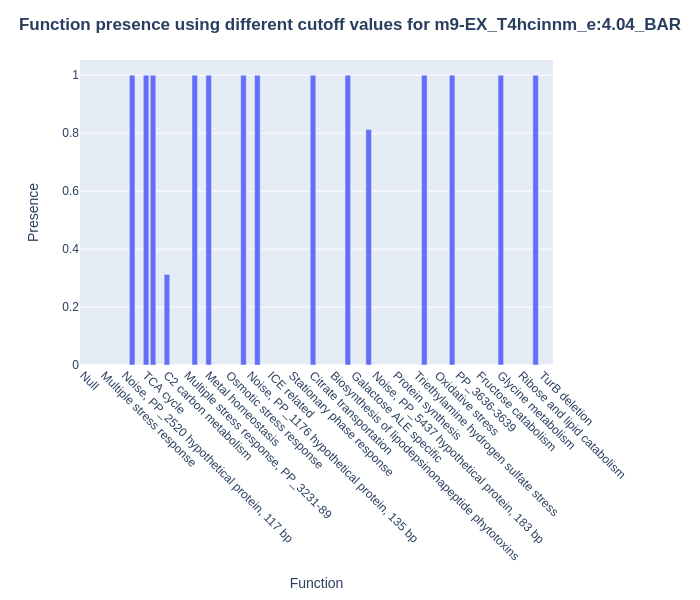 Function presence using different cutoff values for m9-EX_T4hcinnm_e:4.04_BAR
1
0.8
0.6
0.4
0.2
0
Presence
Null
Multiple stress response
Noise, PP_2520 hypothetical protein, 117 bp
TCA cycle
C2 carbon metabolism
Multiple stress response, PP_3231-89
Metal homeostasis
Osmotic stress response
Noise, PP_1176 hypothetical protein, 135 bp
ICE related
Stationary phase response
Citrate transportation
Biosynthesis of lipodepsinonapeptide phytotoxins
Galactose ALE specific
Noise, PP_5437 hypothetical protein, 183 bp
Protein synthesis
Triethylamine hydrogen sulfate stress
Oxidative stress
PP_3636-3639
Fructose catabolism
Glycine metabolism
Ribose and lipid catabolism
TurB deletion
Function